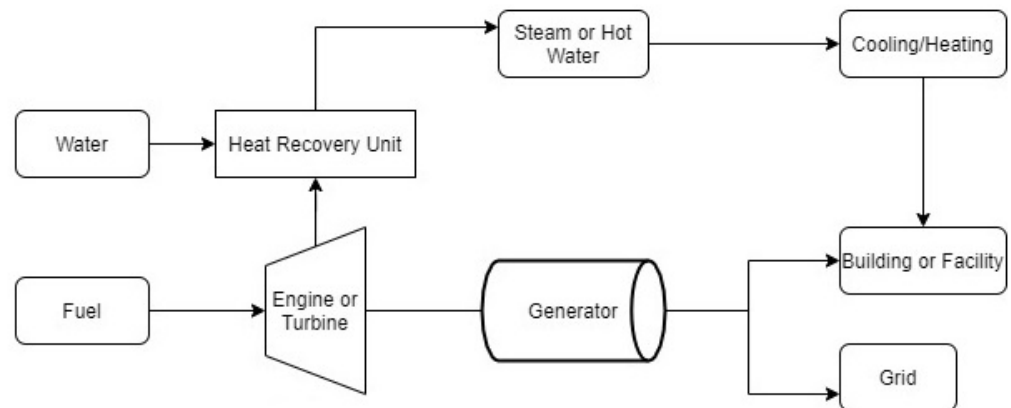 Steam or Hot
Water
Cooling/Heating
Water
Heat Recovery Unit
Building or Facility
Fuel
Engine or
Turbine
Generator
Grid